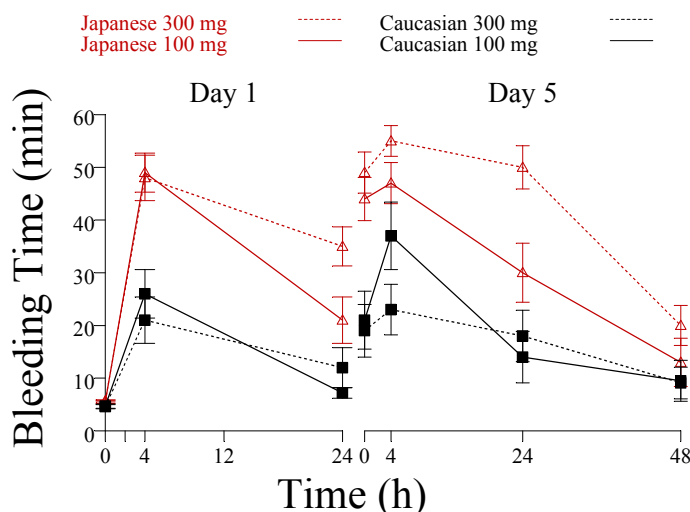 Japanese 300 mg
Japanese 100 mg
Caucasian 300 mg
Caucasian 100 mg
Day 1
Day 5
Bleeding Time (min)
60
50
40
30
20
10
0
0 4 12 24
0 4 24 48
Time (h)